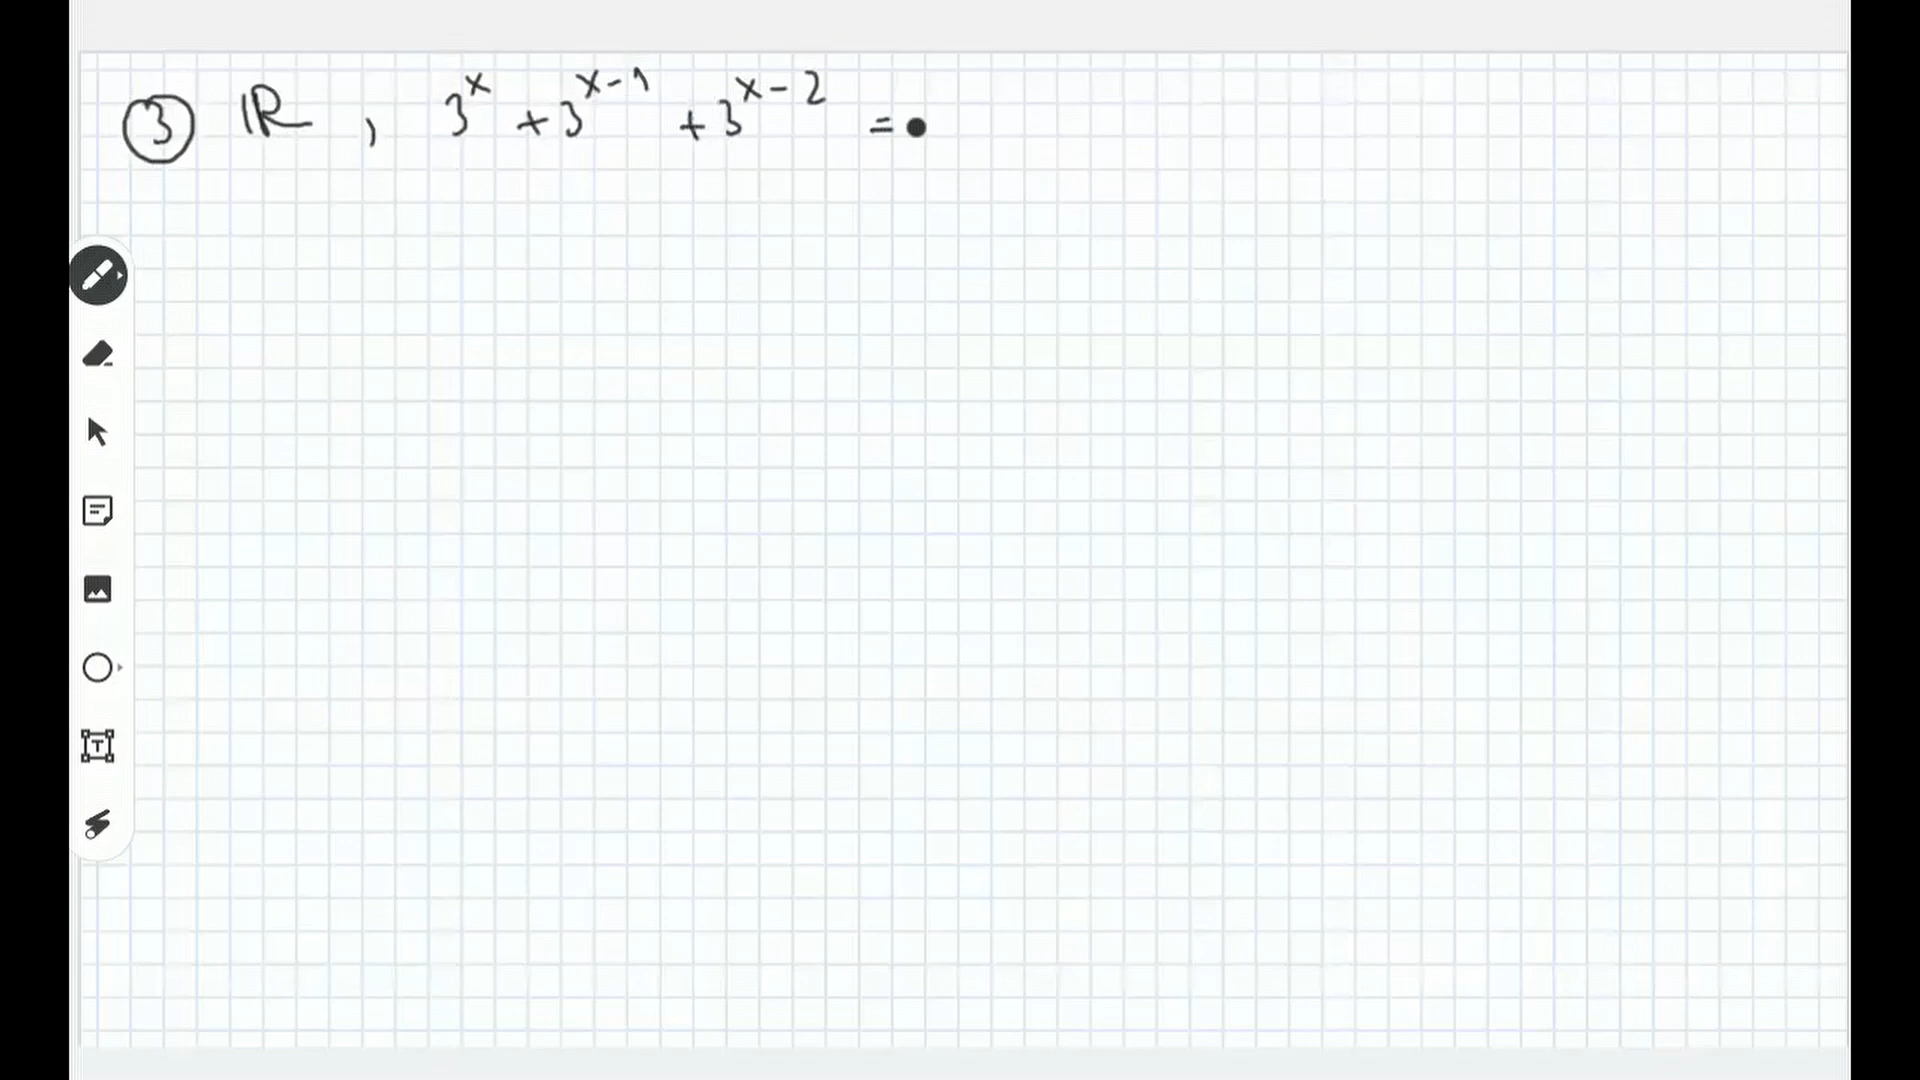 ③ ℝ , 3^x + 3^{x-1} + 3^{x-2} =